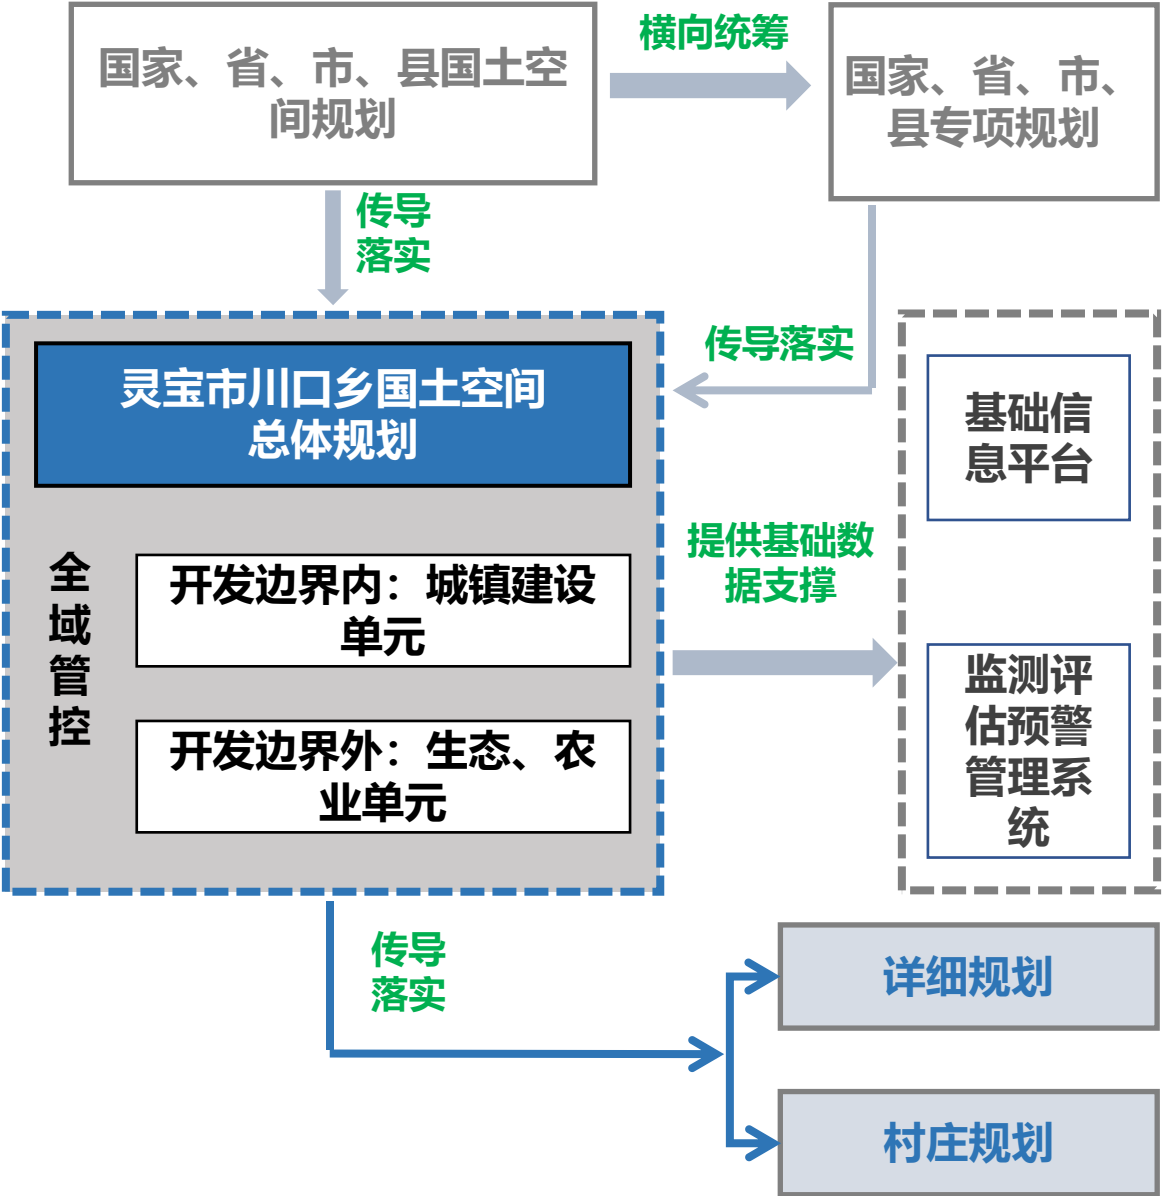 国家、省、市、县国土空
间规划
横向统筹
国家、省、市、
县专项规划
传导
落实
传导落实
灵宝市川口乡国土空间
总体规划
全
域
管
控
开发边界内：城镇建设
单元
开发边界外：生态、农
业单元
提供基础数
据支撑
基础信
息平台
监测评
估预警
管理系
统
传导
落实
详细规划
村庄规划